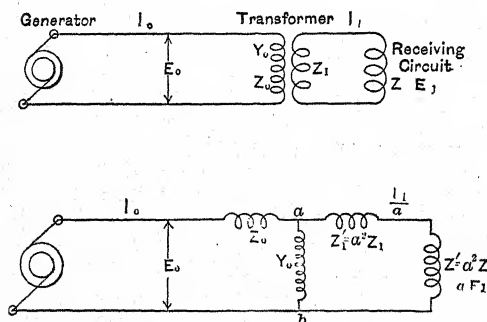 Generator I₀ Transformer I₁
E₀ Y₀ Z₀ Z₁ Receiving
Circuit
Z E₁
I₀ E₀ Z₀ a Y₀ b Z₁'=a²Z₁ I₁/a
Z'=a²Z
a E₁